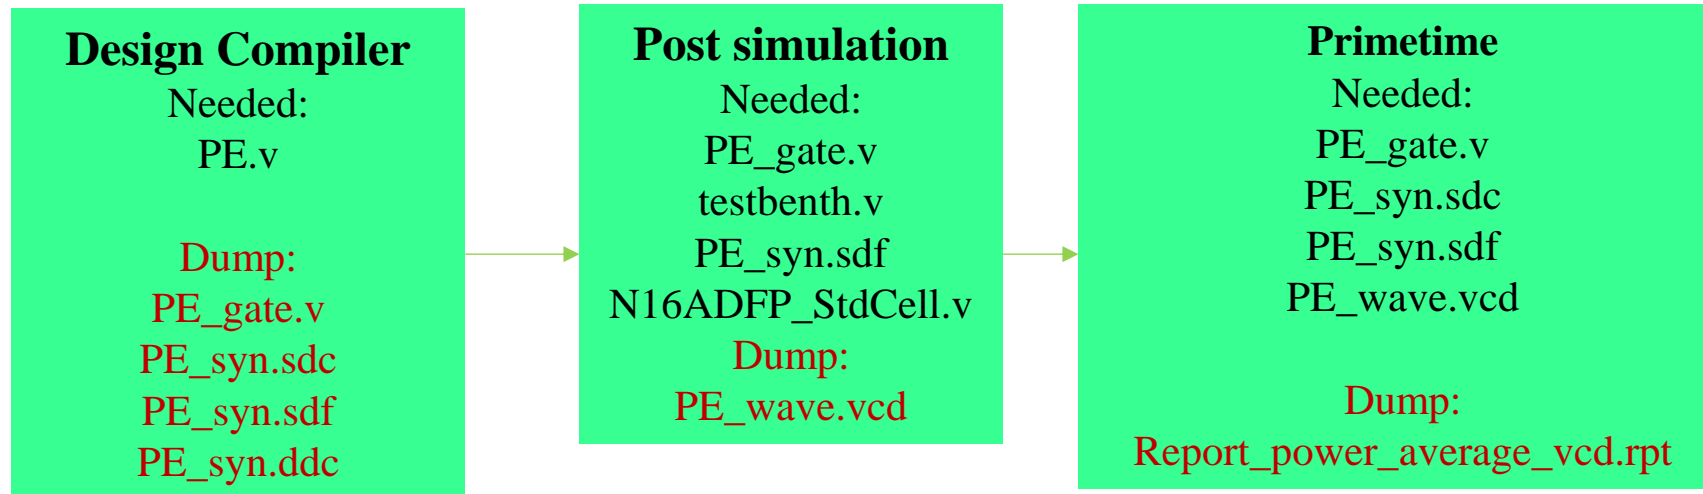 Design Compiler
Needed:
PE.v
Dump:
PE_gate.v
PE_syn.sdc
PE_syn.sdf
PE_syn.ddc
Post simulation
Needed:
PE_gate.v
testbenth.v
PE_syn.sdf
N16ADFP_StdCell.v
Dump:
PE_wave.vcd
Primetime
Needed:
PE_gate.v
PE_syn.sdc
PE_syn.sdf
PE_wave.vcd
Dump:
Report_power_average_vcd.rpt